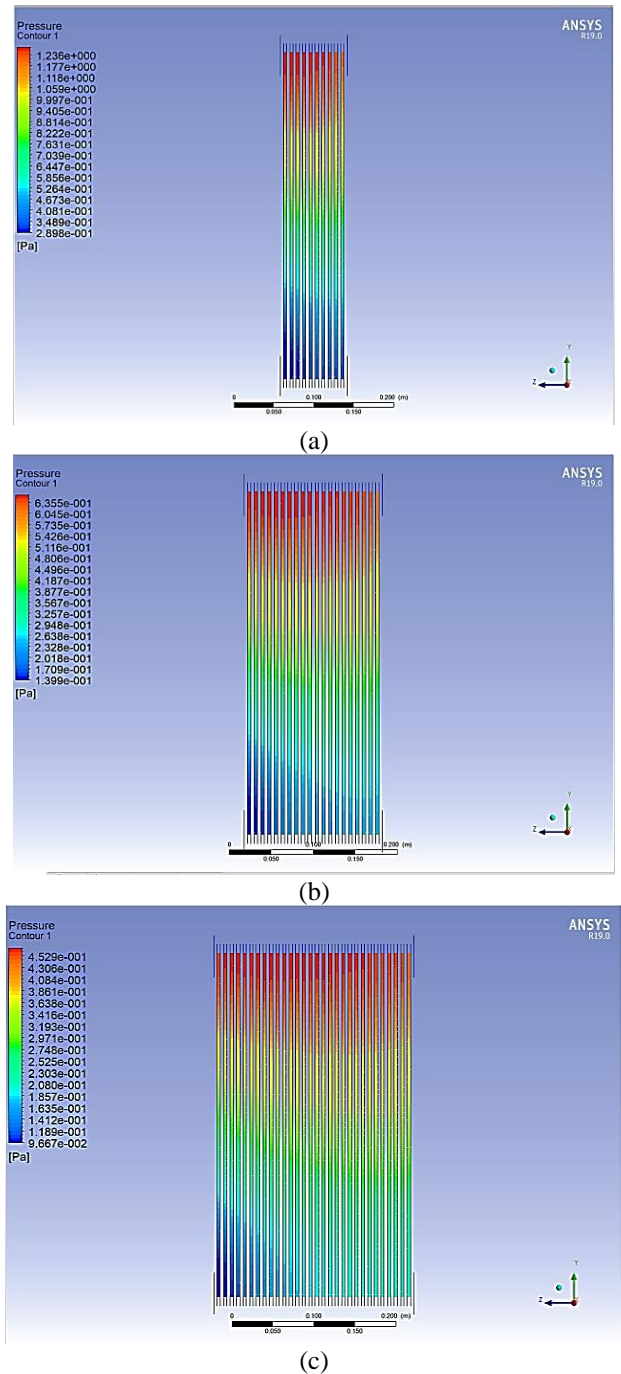 Pressure
Contour 1
1.236e+000
1.177e+000
1.118e+000
1.059e+000
9.997e-001
9.405e-001
8.814e-001
8.222e-001
7.631e-001
7.039e-001
6.447e-001
5.856e-001
5.264e-001
4.673e-001
4.081e-001
3.489e-001
2.898e-001
[Pa]
ANSYS
R19.0
Y
Z
X
0 0.100 0.200 (m)
0.050 0.150
(a)
Pressure
Contour 1
6.355e-001
6.045e-001
5.735e-001
5.426e-001
5.116e-001
4.806e-001
4.496e-001
4.187e-001
3.877e-001
3.567e-001
3.257e-001
2.948e-001
2.638e-001
2.328e-001
2.018e-001
1.709e-001
1.399e-001
[Pa]
ANSYS
R19.0
Y
Z
X
0 0.100 0.200 (m)
0.050 0.150
(b)
Pressure
Contour 1
4.529e-001
4.306e-001
4.084e-001
3.861e-001
3.638e-001
3.416e-001
3.193e-001
2.971e-001
2.748e-001
2.525e-001
2.303e-001
2.080e-001
1.857e-001
1.635e-001
1.412e-001
1.189e-001
9.667e-002
[Pa]
ANSYS
R19.0
Y
Z
X
0 0.100 0.200 (m)
0.050 0.150
(c)